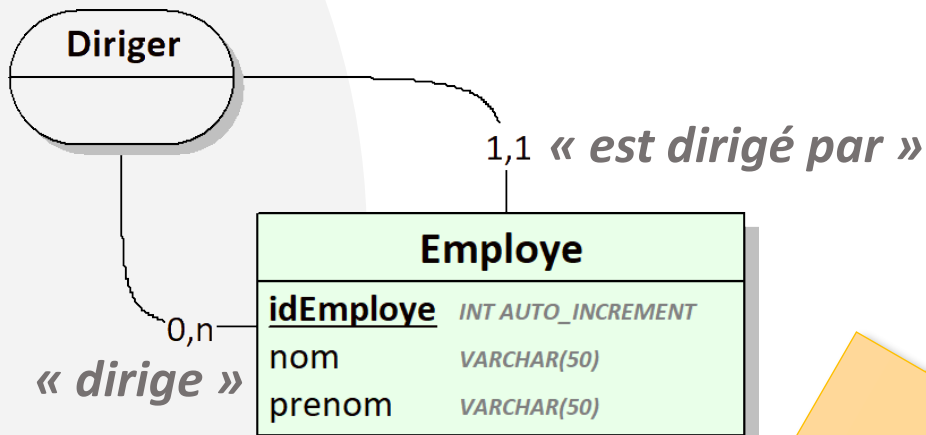 Diriger
1,1 « est dirigé par »
Employe
idEmploye INT AUTO_INCREMENT
0,n
nom VARCHAR(50)
« dirige »
prenom VARCHAR(50)